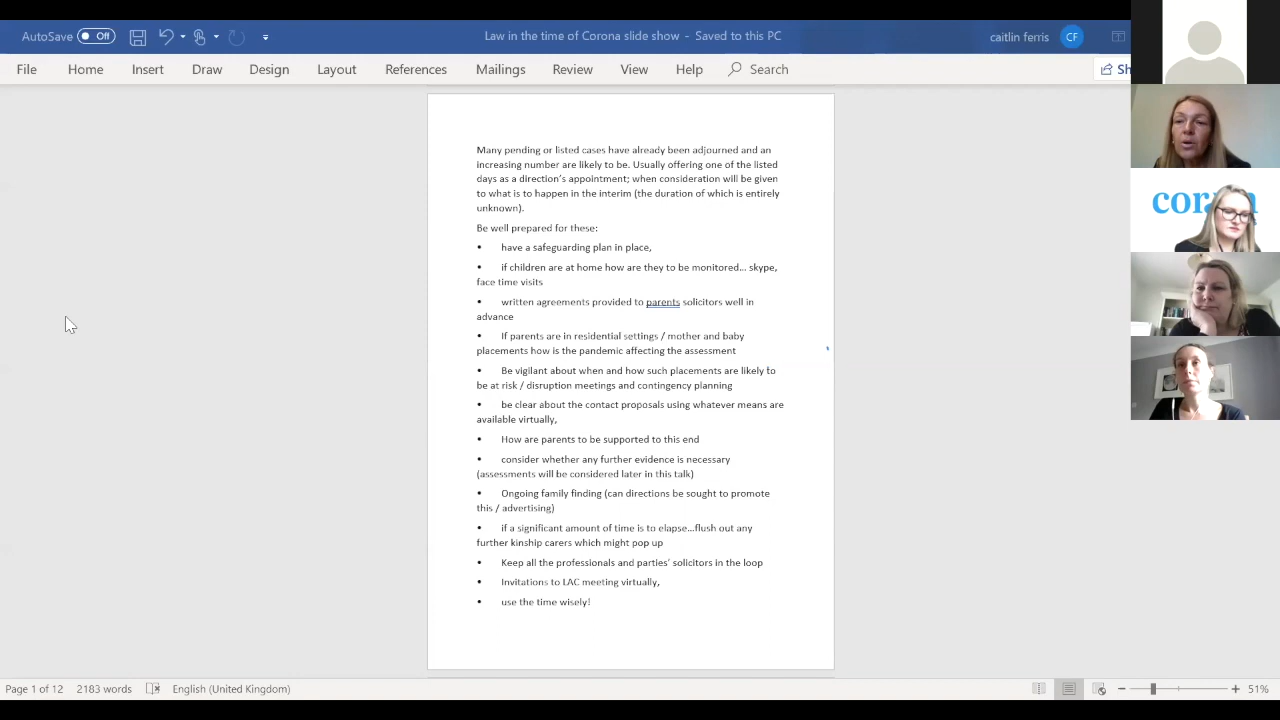 AutoSave Off
Law in the time of Corona slide show - Saved to this PC
caitlin ferris CF
File Home Insert Draw Design Layout References Mailings Review View Help Search Sh
Many pending or listed cases have already been adjourned and an
increasing number are likely to be. Usually offering one of the listed
days as a direction's appointment; when consideration will be given
to what is to happen in the interim (the duration of which is entirely
unknown).
Be well prepared for these:
• have a safeguarding plan in place,
• if children are at home how are they to be monitored... skype,
face time visits
• written agreements provided to parents solicitors well in
advance
• If parents are in residential settings / mother and baby
placements how is the pandemic affecting the assessment
• Be vigilant about when and how such placements are likely to
be at risk / disruption meetings and contingency planning
• be clear about the contact proposals using whatever means are
available virtually,
• How are parents to be supported to this end
• consider whether any further evidence is necessary
(assessments will be considered later in this talk)
• Ongoing family finding (can directions be sought to promote
this / advertising)
• if a significant amount of time is to elapse...flush out any
further kinship carers which might pop up
• Keep all the professionals and parties' solicitors in the loop
• Invitations to LAC meeting virtually,
• use the time wisely!
Page 1 of 12 2183 words English (United Kingdom) 51%